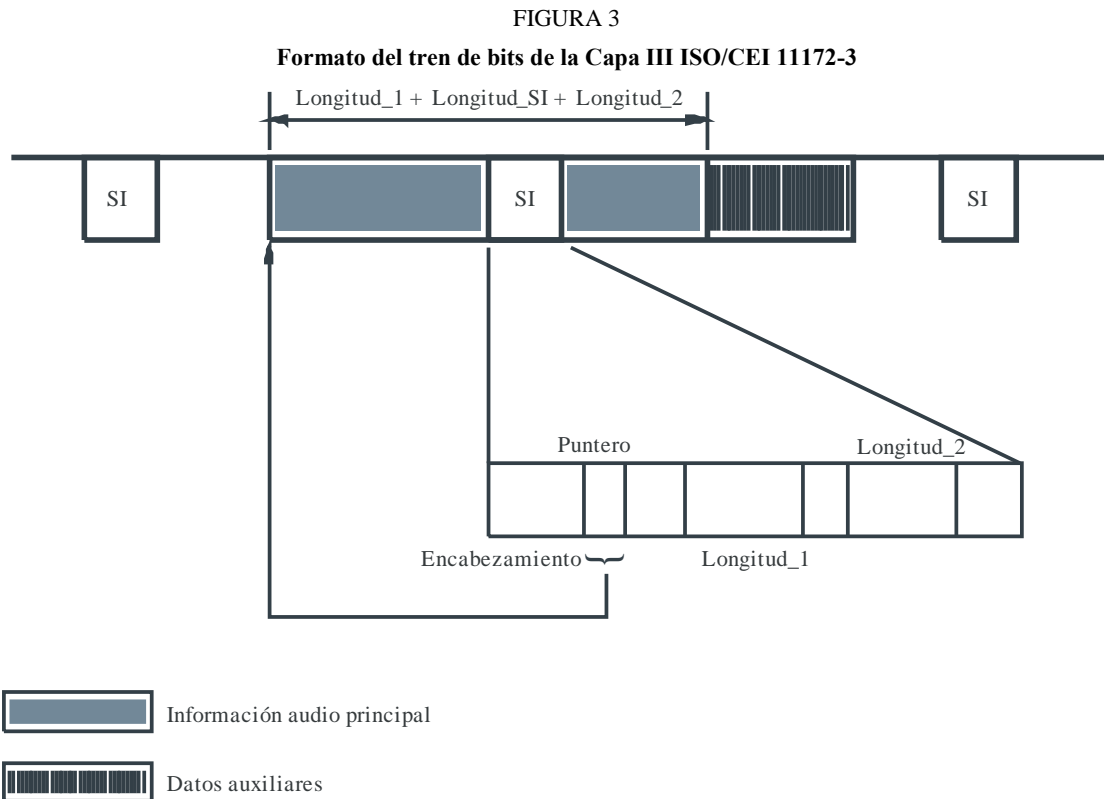 FIGURA 3
Formato del tren de bits de la Capa III ISO/CEI 11172-3
Longitud_1 + Longitud_SI + Longitud_2
SI
SI
SI
Puntero
Longitud_2
Encabezamiento
Longitud_1
Información audio principal
Datos auxiliares